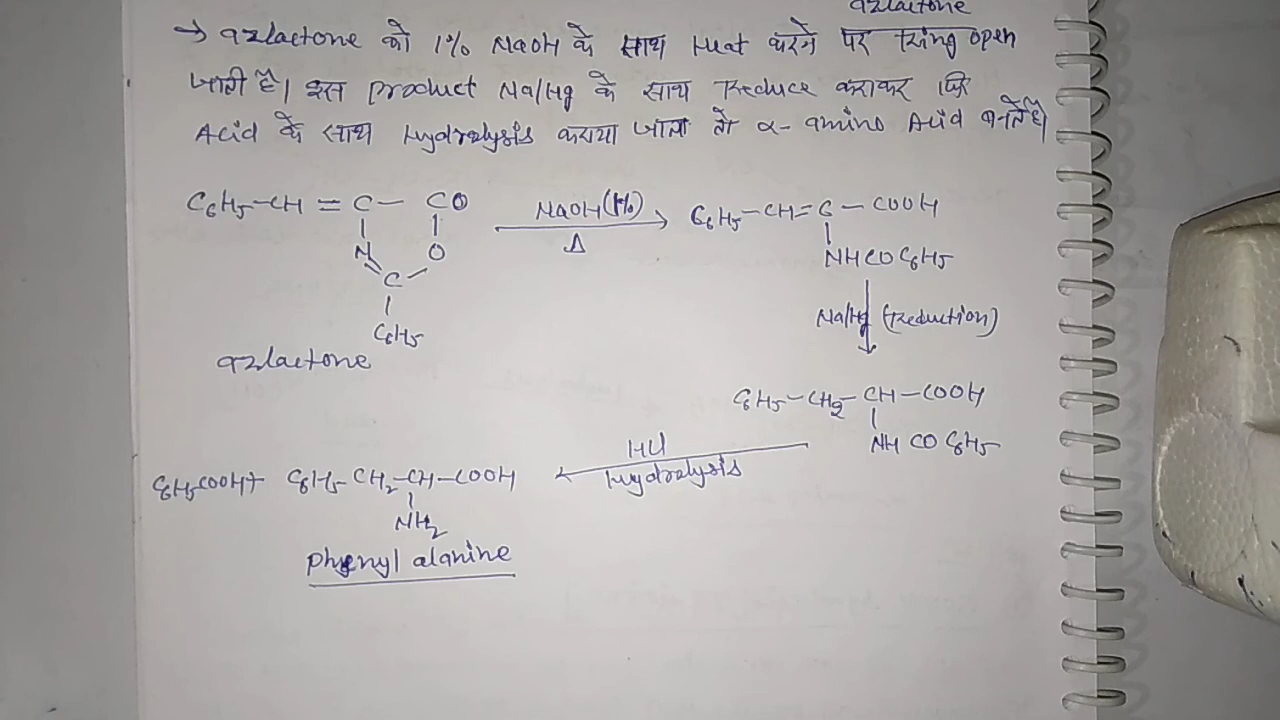 azlactone
→ azlactone को 1% NaOH के साथ Heat करने पर Ring open
जाती है। इस product Na/Hg के साथ Reduce कराकर फिर
Acid के साथ Hydralysis कराया जाता तो α- amino Acid बनते है।
C6H5-CH = C — CO NaOH(1%) C6H5-CH=C — COOH
Δ
N O NHCOC6H5
C
C6H5 Na/Hg (Reduction)
azlactone
C6H5-CH2-CH-COOH
NH CO C6H5
HCl
C6H5COOH+ C6H5-CH2-CH-COOH hydralysis
NH2
Phenyl alanine